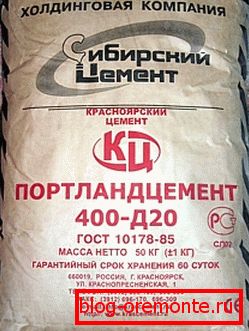 ХОЛДИНГОВАЯ КОМПАНИЯ
Сибирский
Цемент
КРАСНОЯРСКИЙ
ЦЕМЕНТ
КЦ
ПОРТЛАНДЦЕМЕНТ
400-Д20
ГОСТ 10178-85
МАССА НЕТТО 50 КГ (±1 КГ)
ГАРАНТИЙНЫЙ СРОК ХРАНЕНИЯ 60 СУТОК
660019, РОССИЯ, Г. КРАСНОЯРСК,
УЛ. КРАСНОПРЕСНЕНСКАЯ, 1
blog-oremonte.ru